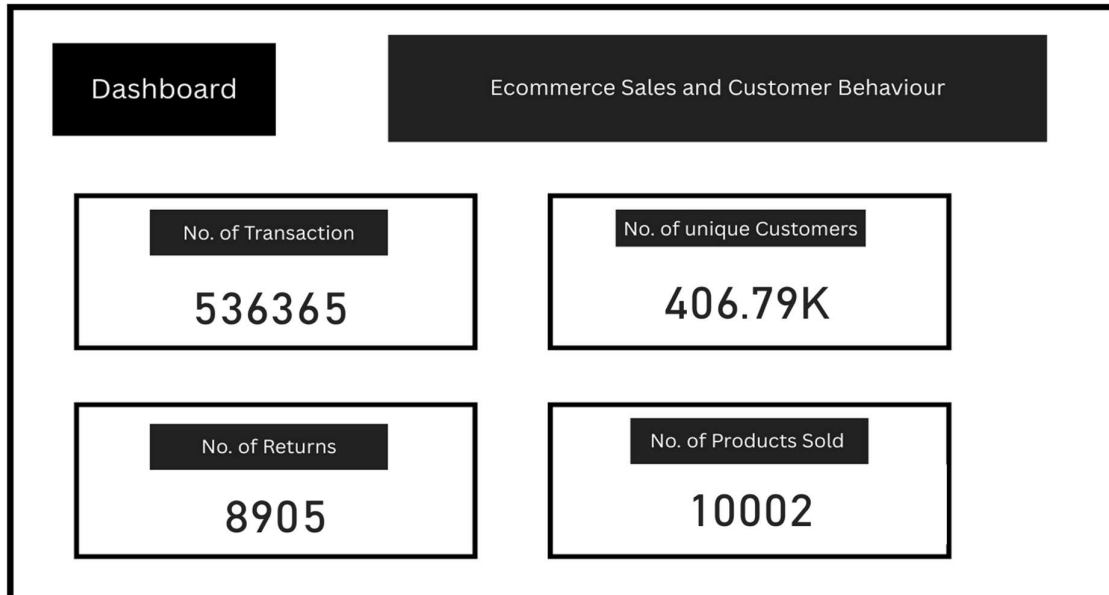 Dashboard
Ecommerce Sales and Customer Behaviour
No. of Transaction
536365
No. of unique Customers
406.79K
No. of Returns
8905
No. of Products Sold
10002